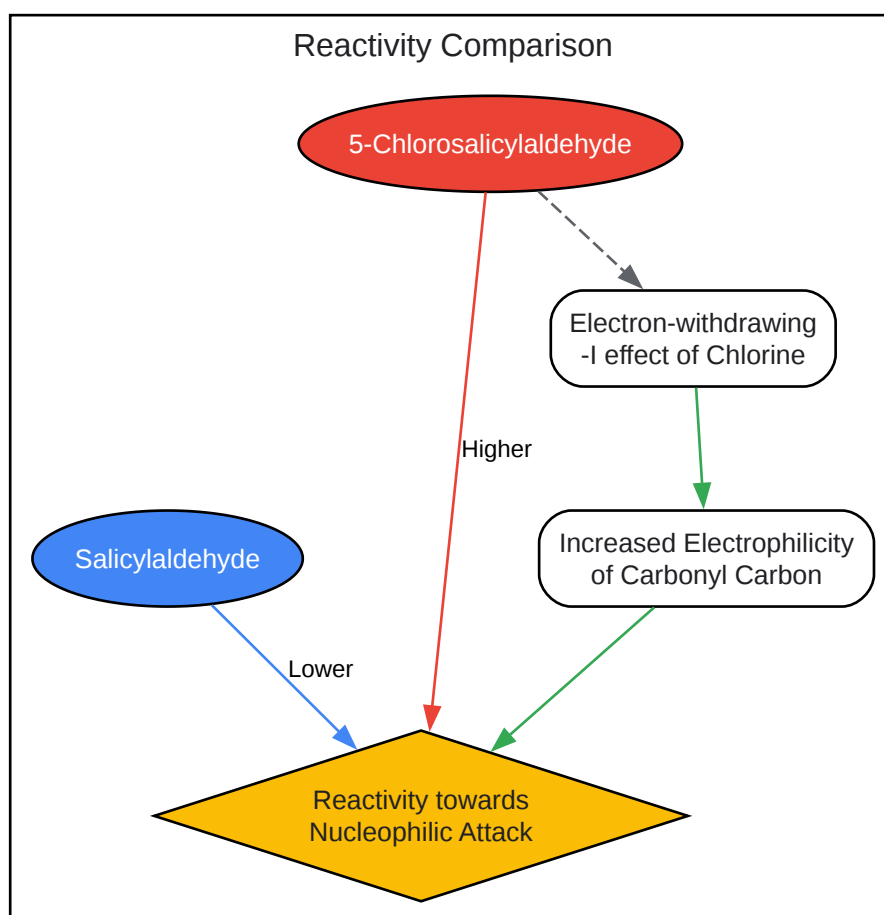 Reactivity Comparison
5-Chlorosalicylaldehyde
Electron-withdrawing
-I effect of Chlorine
Higher
Salicylaldehyde
Increased Electrophilicity
of Carbonyl Carbon
Lower
Reactivity towards
Nucleophilic Attack